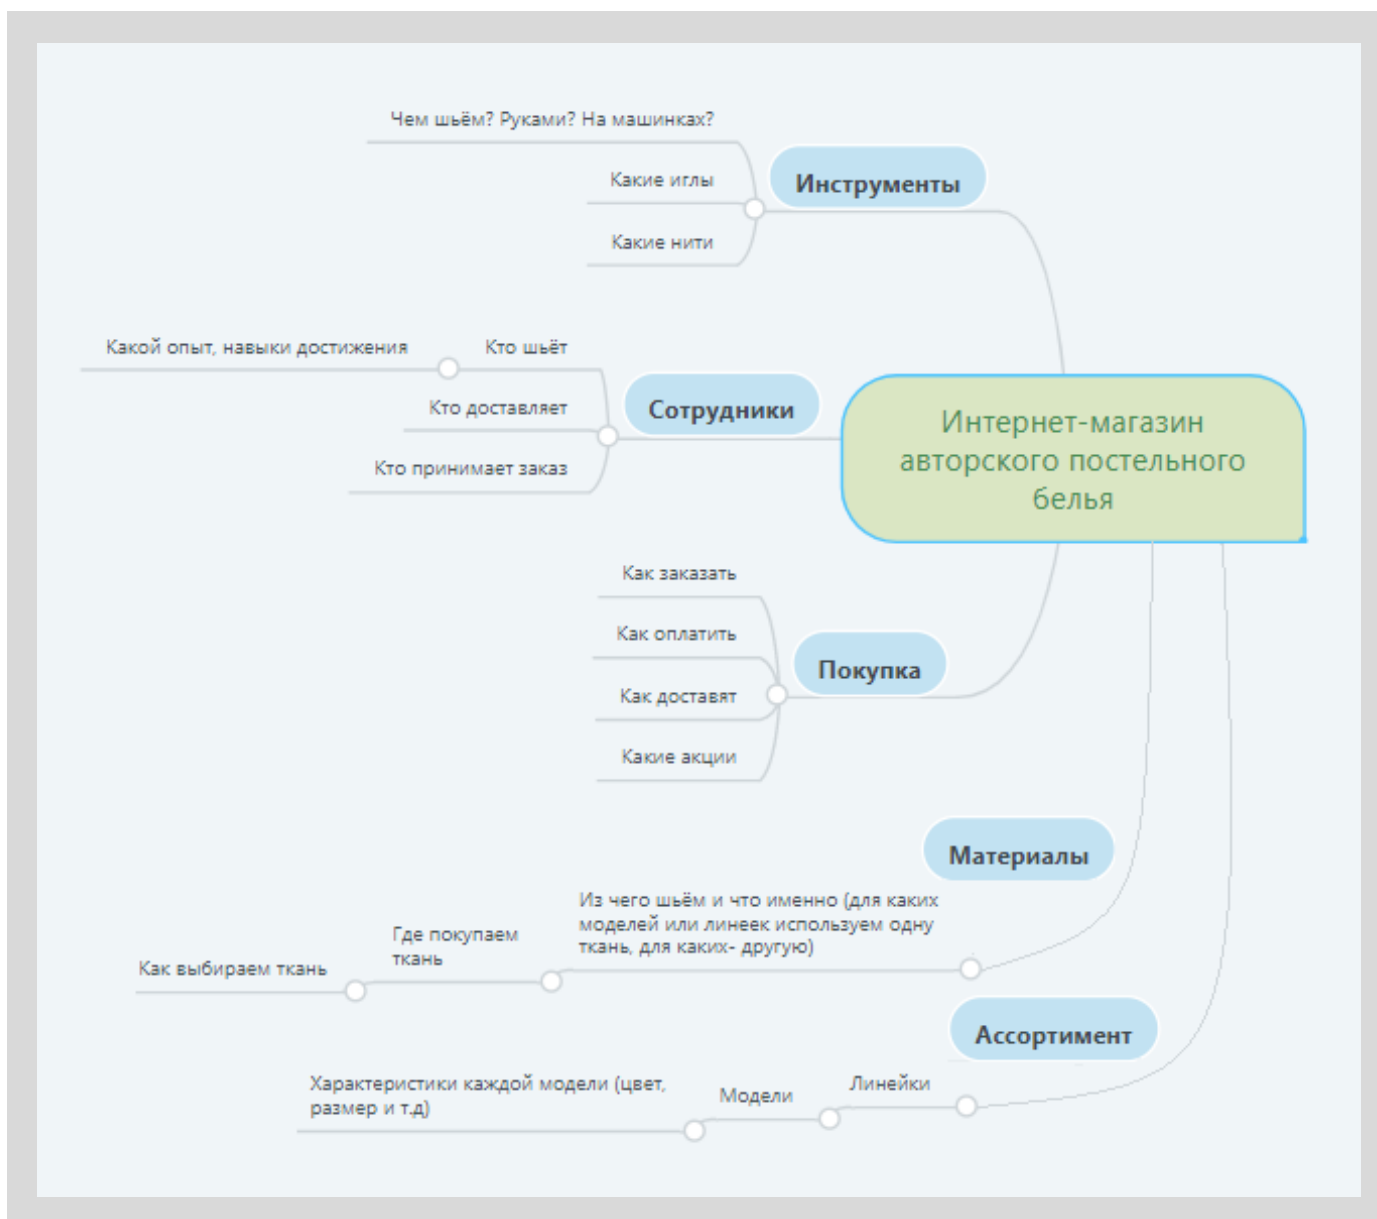 Чем шьём? Руками? На машинках?
Какие иглы
Какие нити
Инструменты
Какой опыт, навыки достижения
Кто шьёт
Кто доставляет
Кто принимает заказ
Сотрудники
Интернет-магазин
авторского постельного
белья
Как заказать
Как оплатить
Как доставят
Какие акции
Покупка
Материалы
Из чего шьём и что именно (для каких
моделей или линеек используем одну
ткань, для каких- другую)
Где покупаем
ткань
Как выбираем ткань
Ассортимент
Линейки
Модели
Характеристики каждой модели (цвет,
размер и т.д)